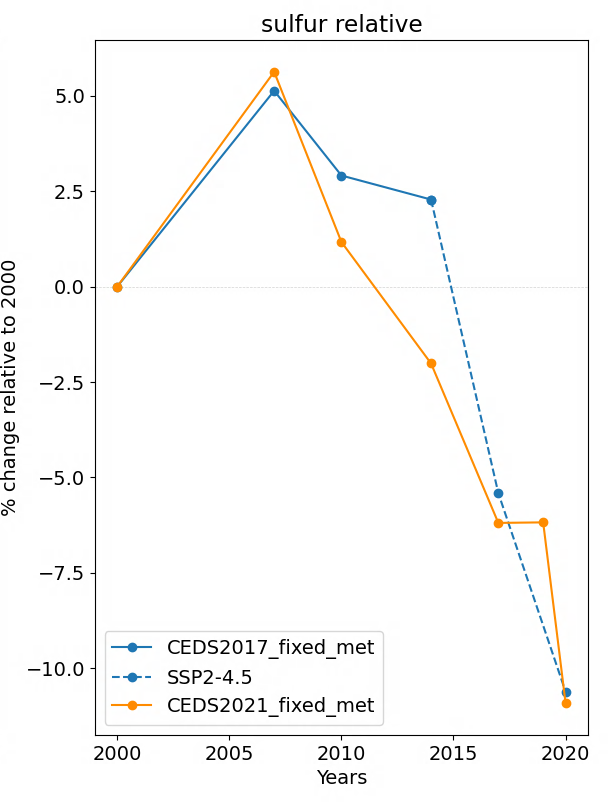 sulfur relative
% change relative to 2000
5.0
2.5
0.0
−2.5
−5.0
−7.5
−10.0
CEDS2017_fixed_met
SSP2-4.5
CEDS2021_fixed_met
2000 2005 2010 2015 2020
Years